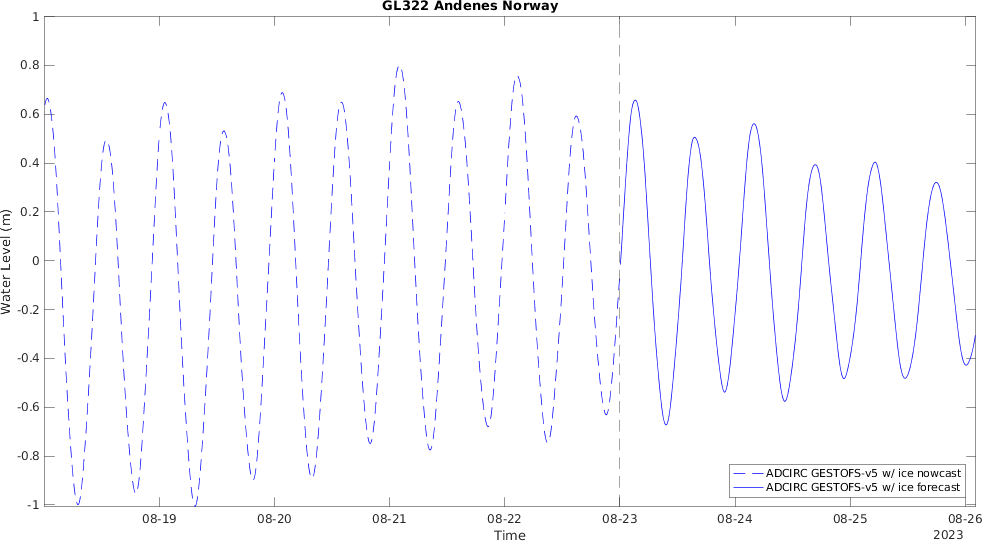 GL322 Andenes Norway
1
0.8
0.6
0.4
0.2
0
-0.2
-0.4
-0.6
-0.8
-1
Water Level (m)
ADCIRC GESTOFS-v5 w/ ice nowcast
ADCIRC GESTOFS-v5 w/ ice forecast
08-19 08-20 08-21 08-22 08-23 08-24 08-25 08-26
Time
2023